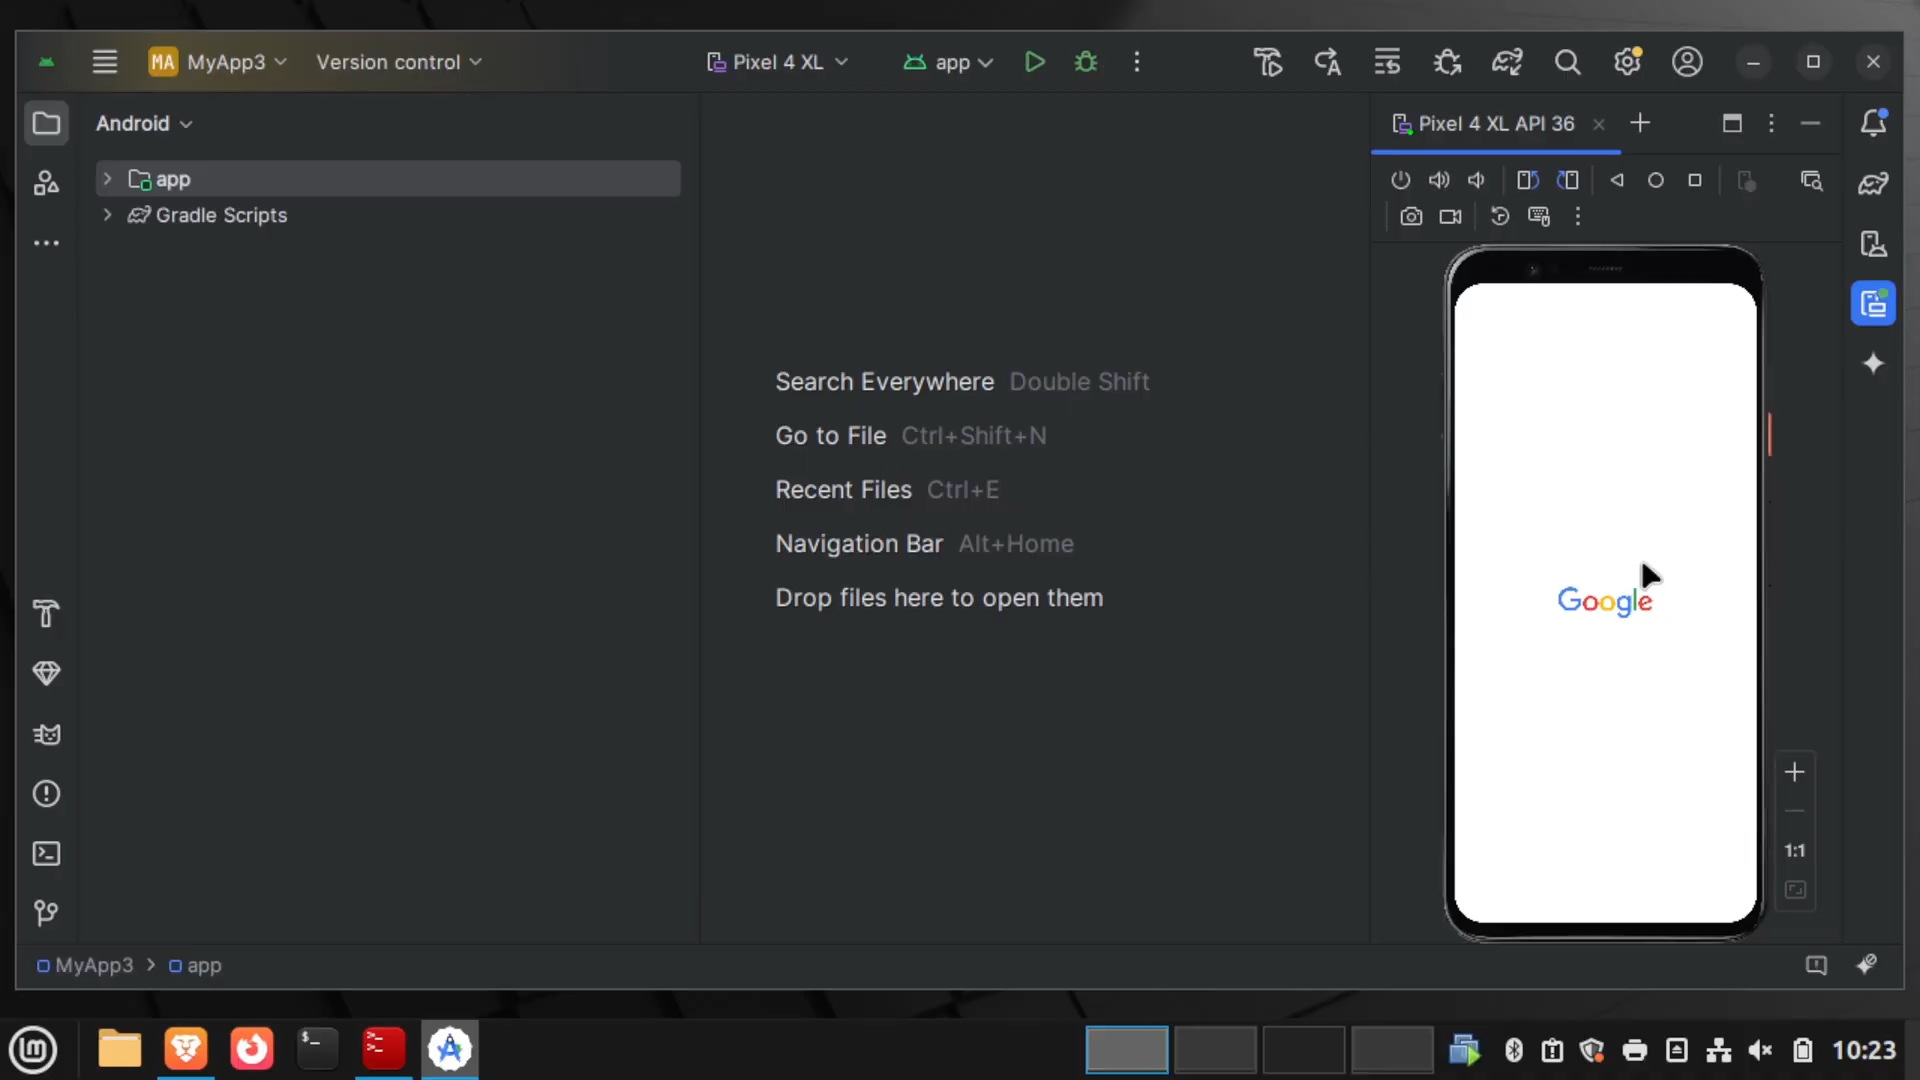 MA MyApp3 Version control Pixel 4 XL app
Android
Pixel 4 XL API 36
app
Gradle Scripts
Search Everywhere Double Shift
Go to File Ctrl+Shift+N
Recent Files Ctrl+E
Navigation Bar Alt+Home
Drop files here to open them
Google
1:1
MyApp3 > app
lm $_ >_ 10:23